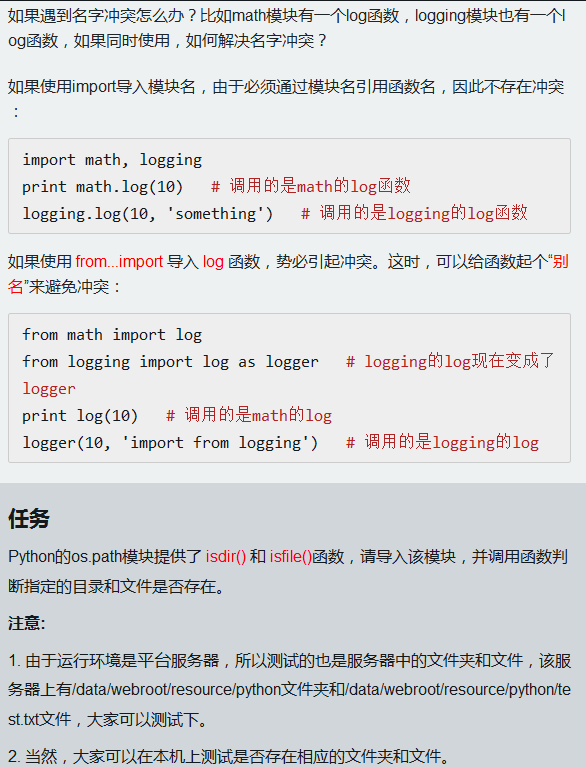 如果遇到名字冲突怎么办？比如math模块有一个log函数，logging模块也有一个l
og函数，如果同时使用，如何解决名字冲突？
如果使用import导入模块名，由于必须通过模块名引用函数名，因此不存在冲突
：
import math, logging
print math.log(10)   # 调用的是math的log函数
logging.log(10, 'something')   # 调用的是logging的log函数
如果使用 from...import 导入 log 函数，势必引起冲突。这时，可以给函数起个“别
名”来避免冲突：
from math import log
from logging import log as logger   # logging的log现在变成了
logger
print log(10)   # 调用的是math的log
logger(10, 'import from logging')   # 调用的是logging的log
任务
Python的os.path模块提供了 isdir() 和 isfile()函数，请导入该模块，并调用函数判
断指定的目录和文件是否存在。
注意:
1. 由于运行环境是平台服务器，所以测试的也是服务器中的文件夹和文件，该服
务器上有/data/webroot/resource/python文件夹和/data/webroot/resource/python/te
st.txt文件，大家可以测试下。
2. 当然，大家可以在本机上测试是否存在相应的文件夹和文件。